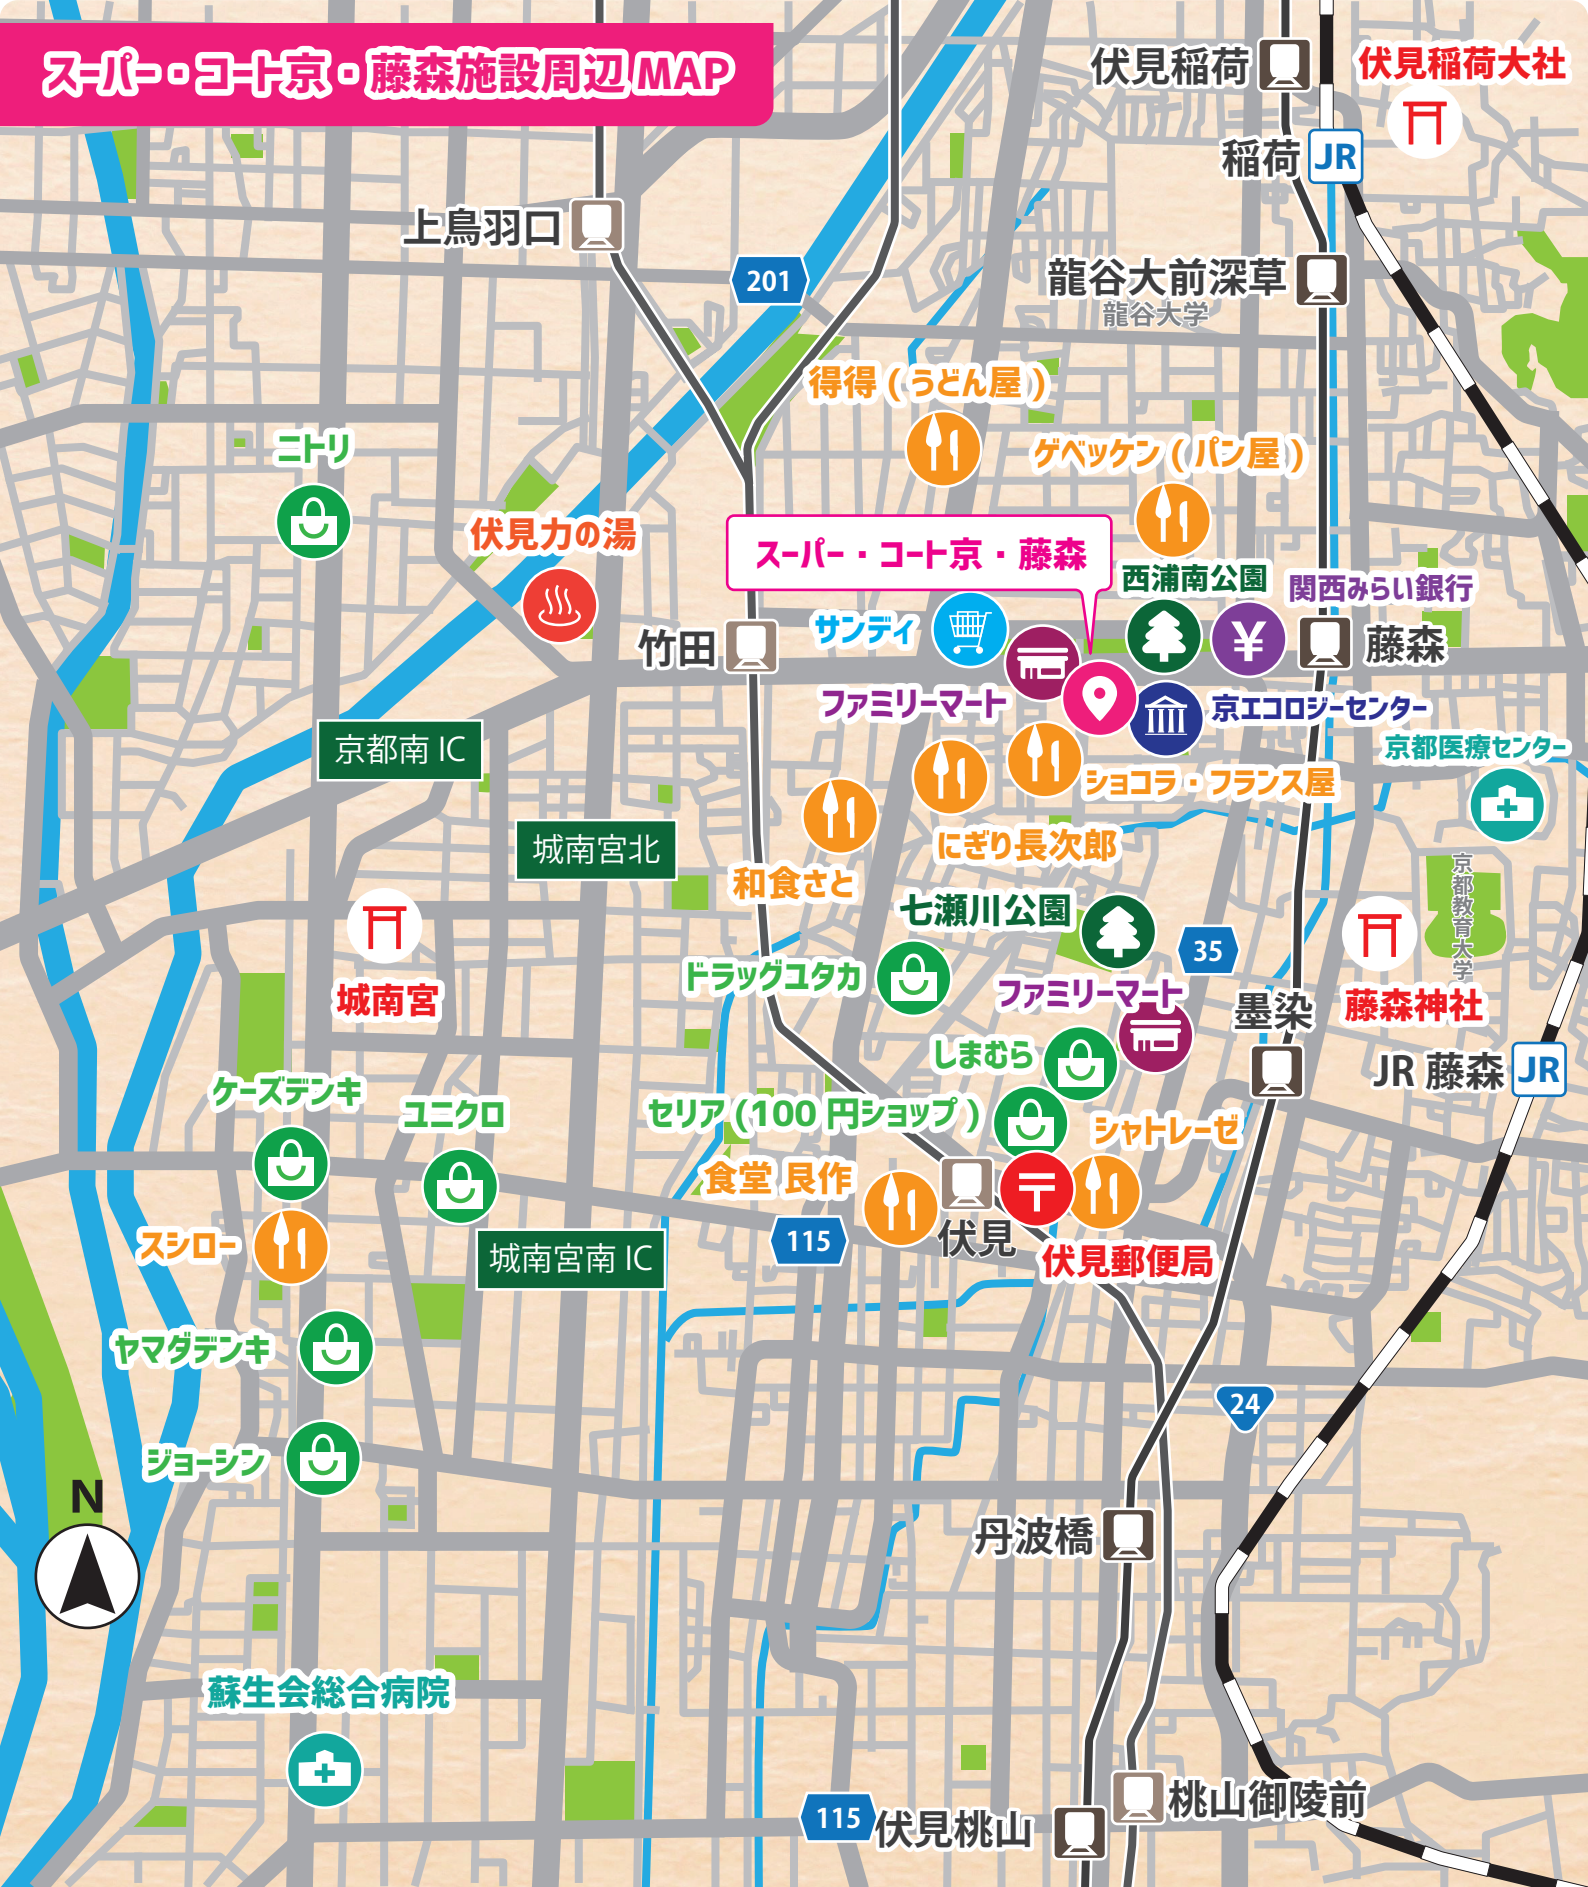 スーパー・コート京・藤森施設周辺 MAP
伏見稲荷
伏見稲荷大社
稲荷
JR
上鳥羽口
龍谷大前深草
龍谷大学
201
得得 ( うどん屋 )
ゲベッケン ( パン屋 )
ニトリ
伏見力の湯
スーパー・コート京・藤森
西浦南公園
関西みらい銀行
¥
サンディ
竹田
藤森
ファミリーマート
京エコロジーセンター
京都南 IC
京都医療センター
ショコラ・フランス屋
城南宮北
にぎり長次郎
和食さと
京都教育大学
七瀬川公園
35
城南宮
ドラッグユタカ
ファミリーマート
墨染
藤森神社
しまむら
JR 藤森
JR
ケーズデンキ
ユニクロ
セリア (100 円ショップ )
シャトレーゼ
食堂 良作
〒
スシロー
115
伏見
城南宮南 IC
伏見郵便局
ヤマダデンキ
24
ジョーシン
N
丹波橋
蘇生会総合病院
桃山御陵前
115
伏見桃山